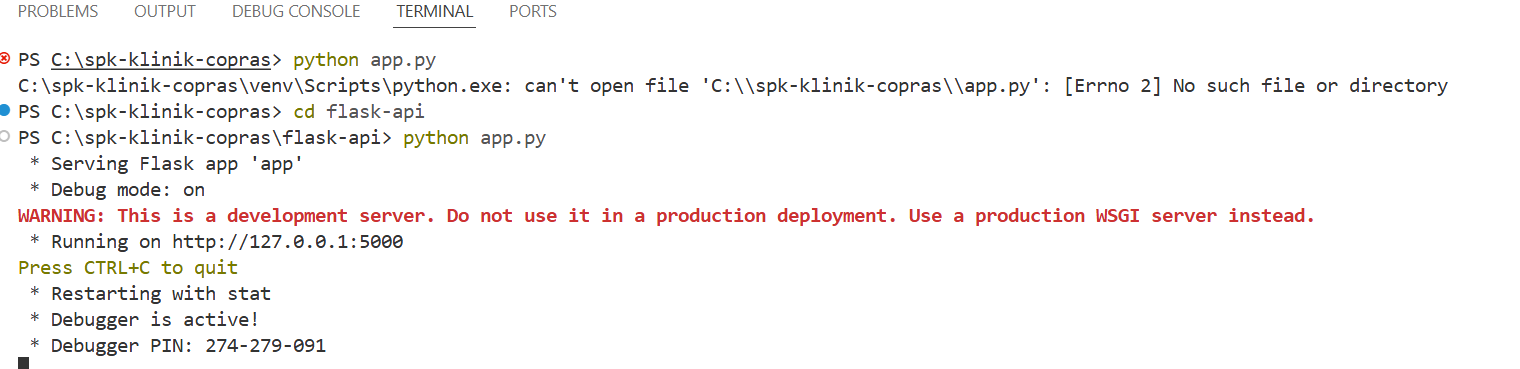 PROBLEMS OUTPUT DEBUG CONSOLE TERMINAL PORTS
PS C:\spk-klinik-copras> python app.py
C:\spk-klinik-copras\venv\Scripts\python.exe: can't open file 'C:\\spk-klinik-copras\\app.py': [Errno 2] No such file or directory
PS C:\spk-klinik-copras> cd flask-api
PS C:\spk-klinik-copras\flask-api> python app.py
 * Serving Flask app 'app'
 * Debug mode: on
WARNING: This is a development server. Do not use it in a production deployment. Use a production WSGI server instead.
 * Running on http://127.0.0.1:5000
Press CTRL+C to quit
 * Restarting with stat
 * Debugger is active!
 * Debugger PIN: 274-279-091